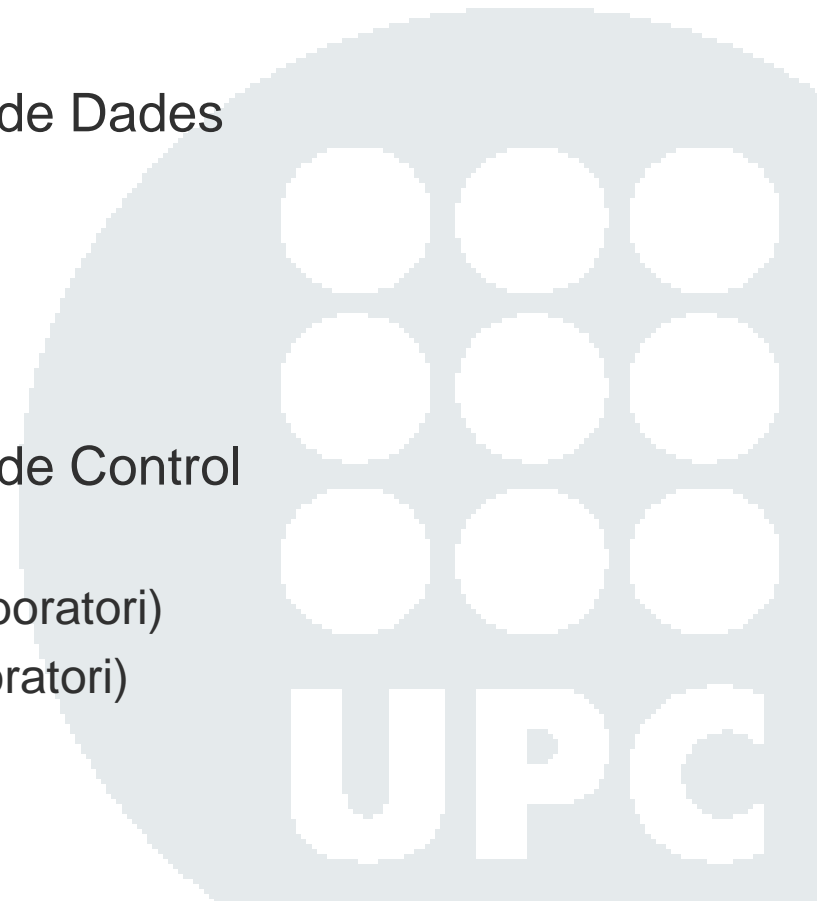 de Dades
de Control
boratori)
oratori)
UPC